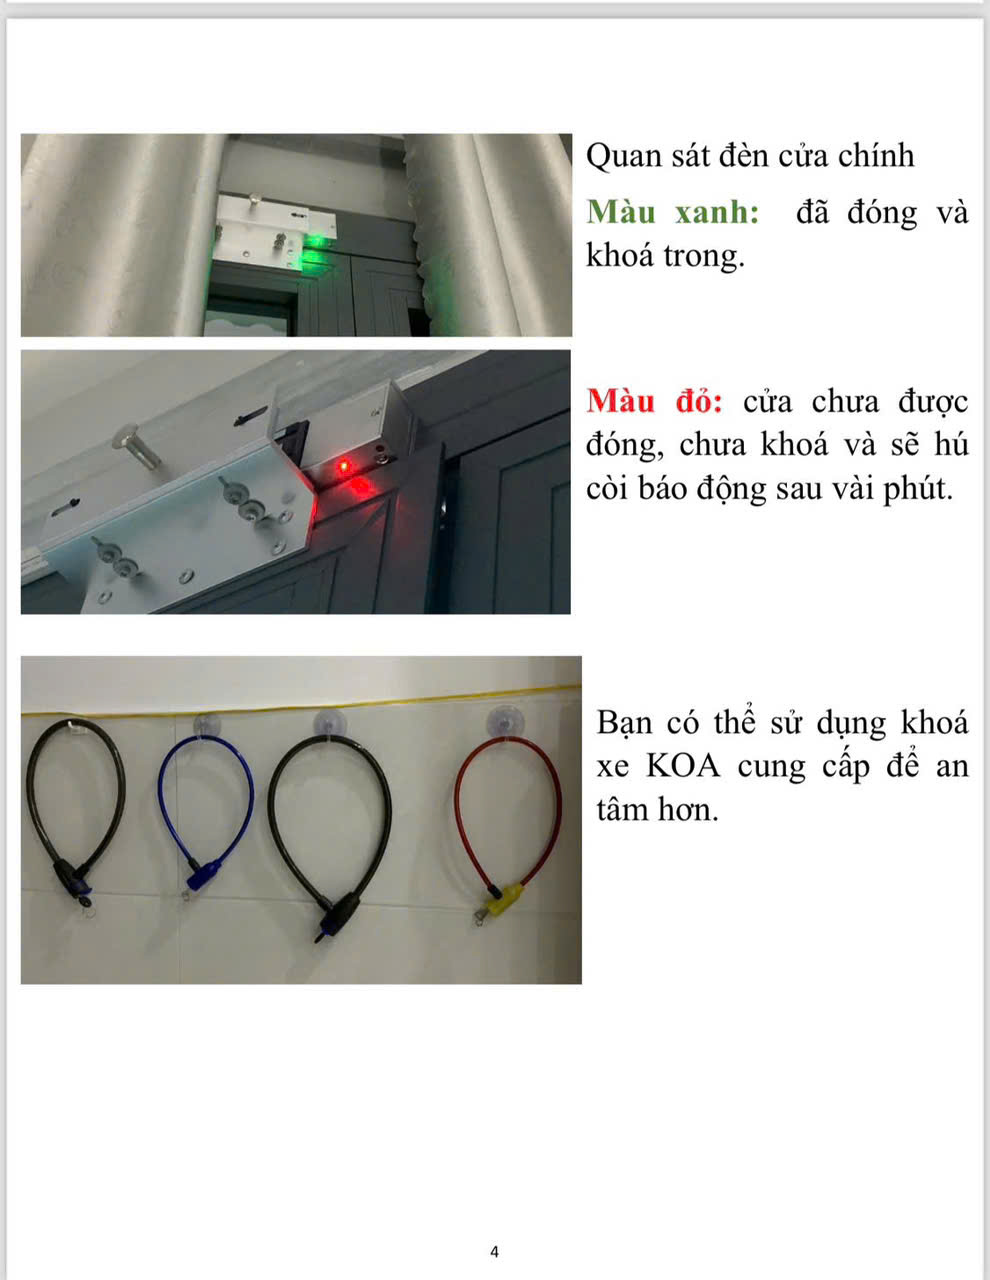 Quan sát đèn cửa chính
Màu xanh: đã đóng và
khoá trong.
Màu đỏ: cửa chưa được
đóng, chưa khoá và sẽ hú
còi báo động sau vài phút.
Bạn có thể sử dụng khoá
xe KOA cung cấp để an
tâm hơn.
4